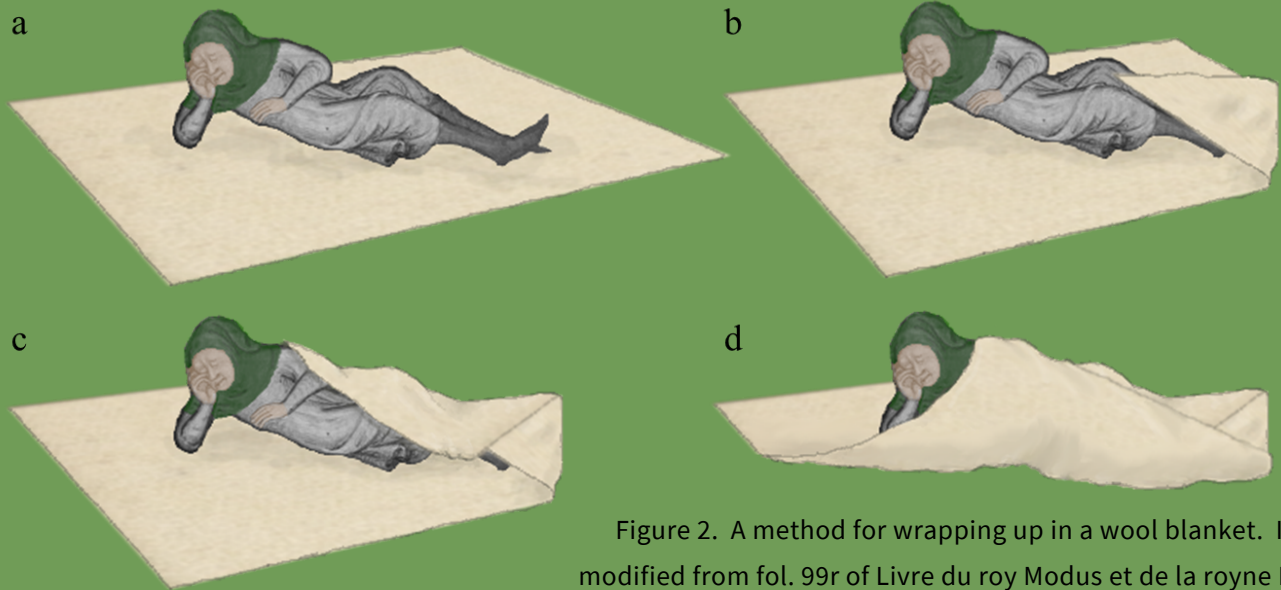 a
b
c
d
Figure 2. A method for wrapping up in a wool blanket.
modified from fol. 99r of Livre du roy Modus et de la royne